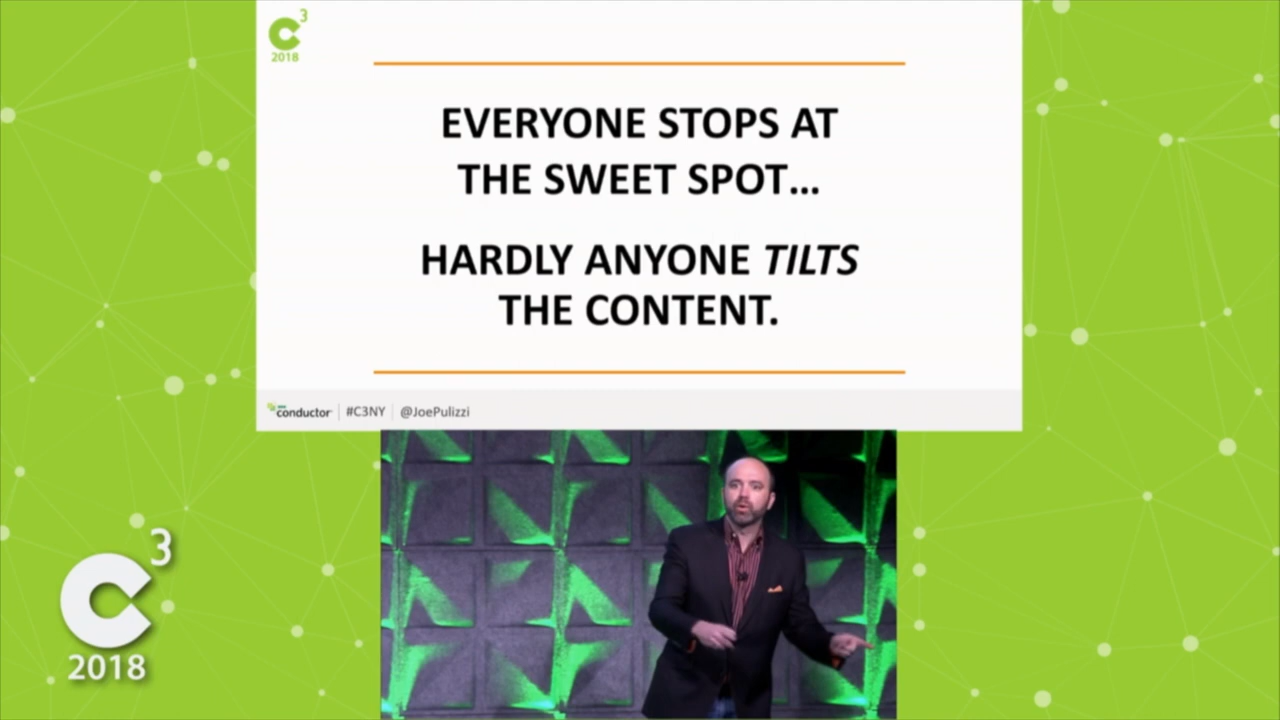 C3
2018
EVERYONE STOPS AT
THE SWEET SPOT...
HARDLY ANYONE TILTS
THE CONTENT.
conductor | #C3NY | @JoePulizzi
C3
2018